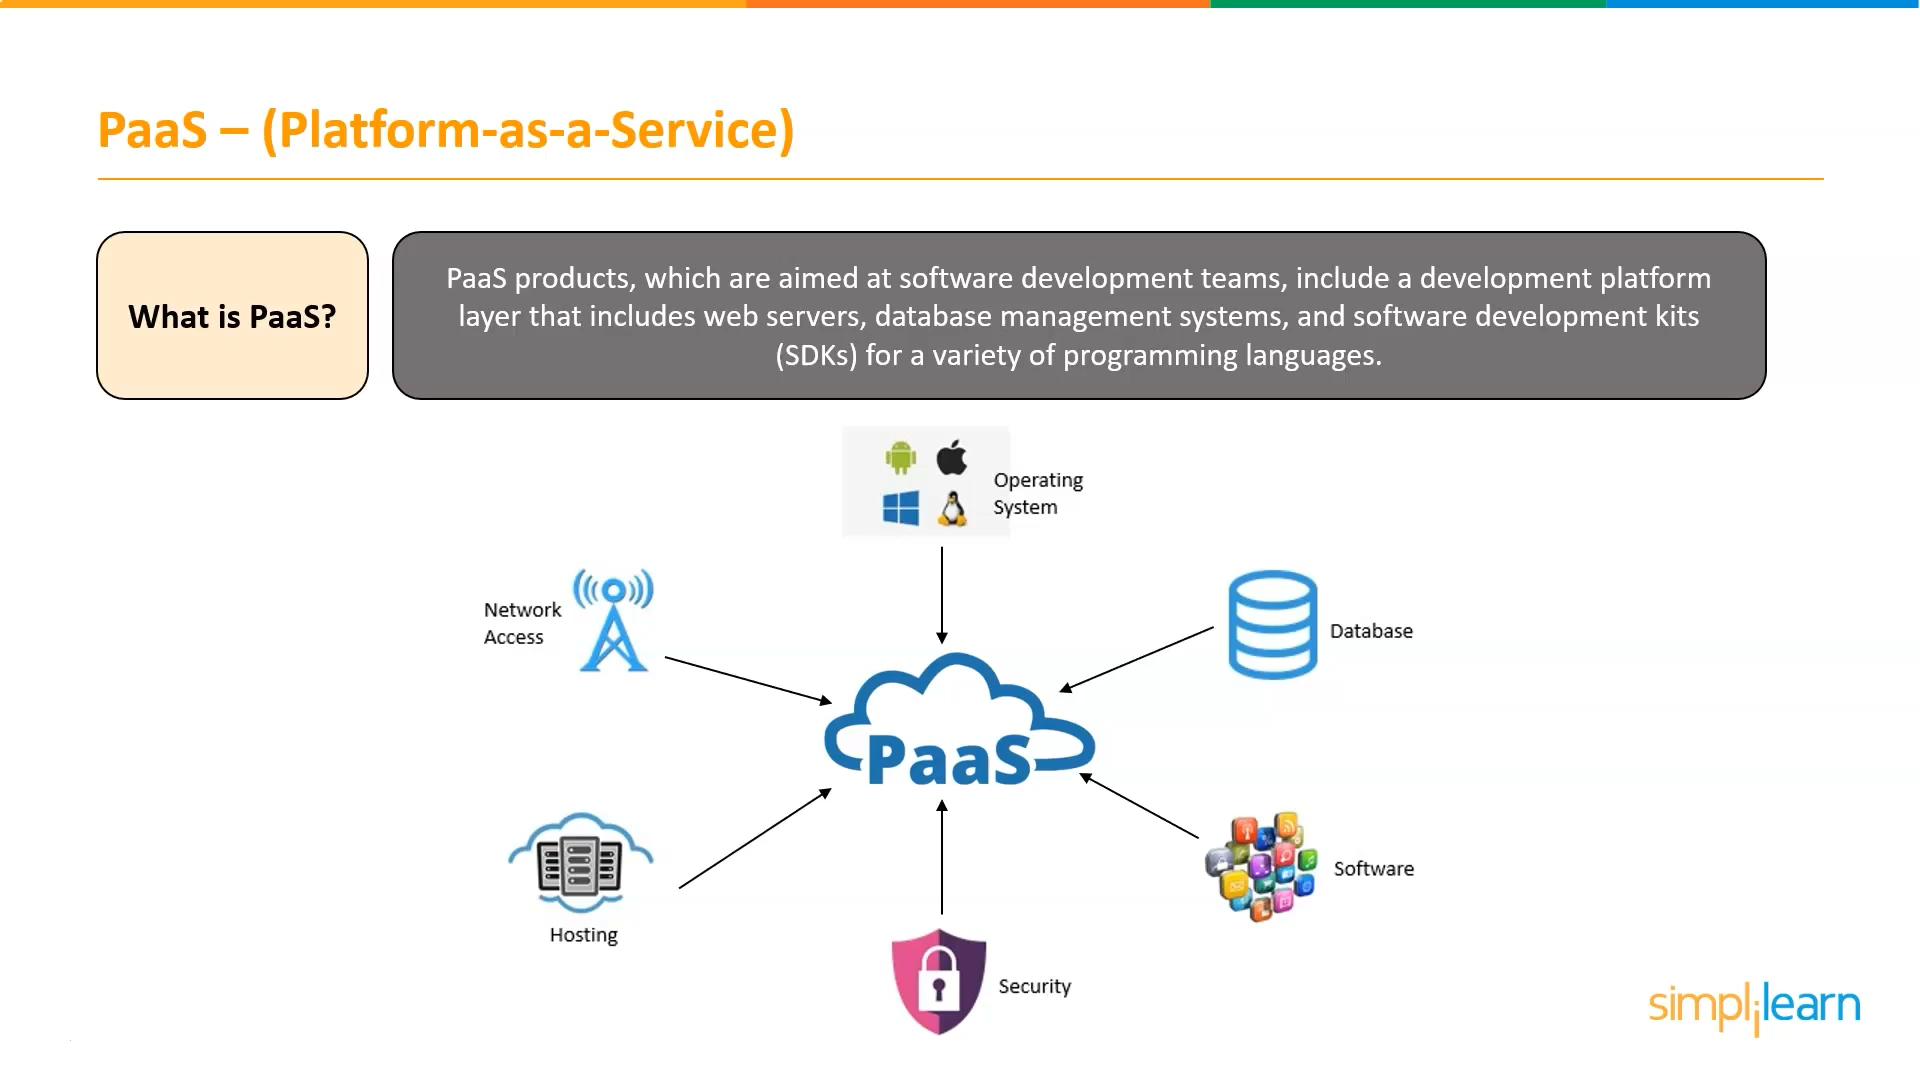 PaaS – (Platform-as-a-Service)
What is PaaS?
PaaS products, which are aimed at software development teams, include a development platform
layer that includes web servers, database management systems, and software development kits
(SDKs) for a variety of programming languages.
Operating
System
Network
Access
Database
PaaS
Hosting
Software
Security
simplilearn